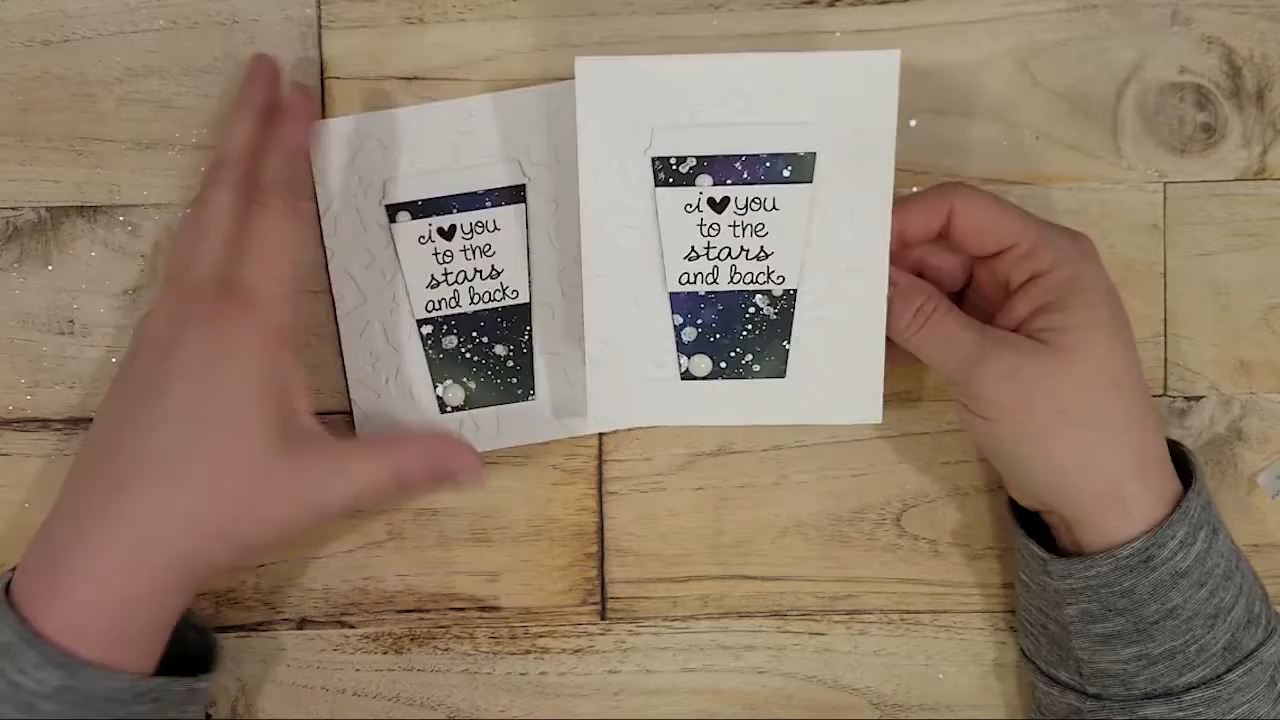 i ♥ you
to the
stars
and back
i ♥ you
to the
stars
and back